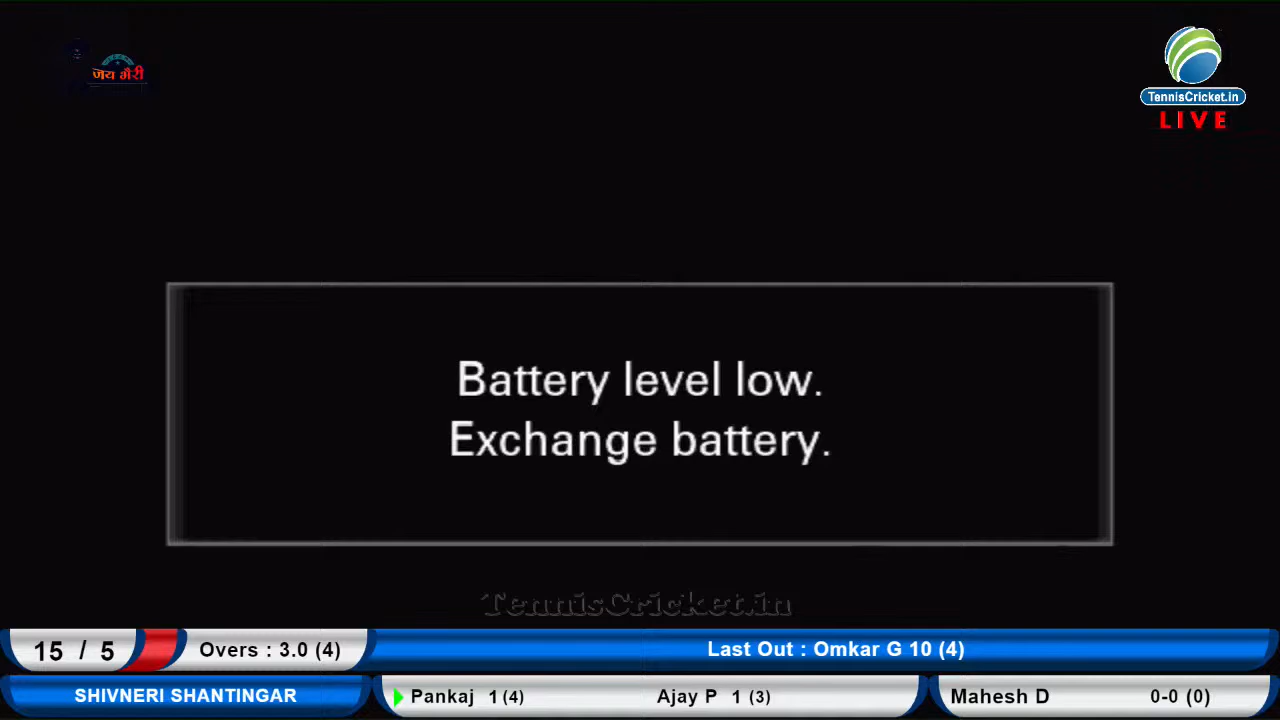 जय भैरी
TennisCricket.in
LIVE
Battery level low.
Exchange battery.
TennisCricket.in
15 / 5
Overs : 3.0 (4)
Last Out : Omkar G 10 (4)
SHIVNERI SHANTINGAR
Pankaj 1 (4)
Ajay P 1 (3)
Mahesh D 0-0 (0)